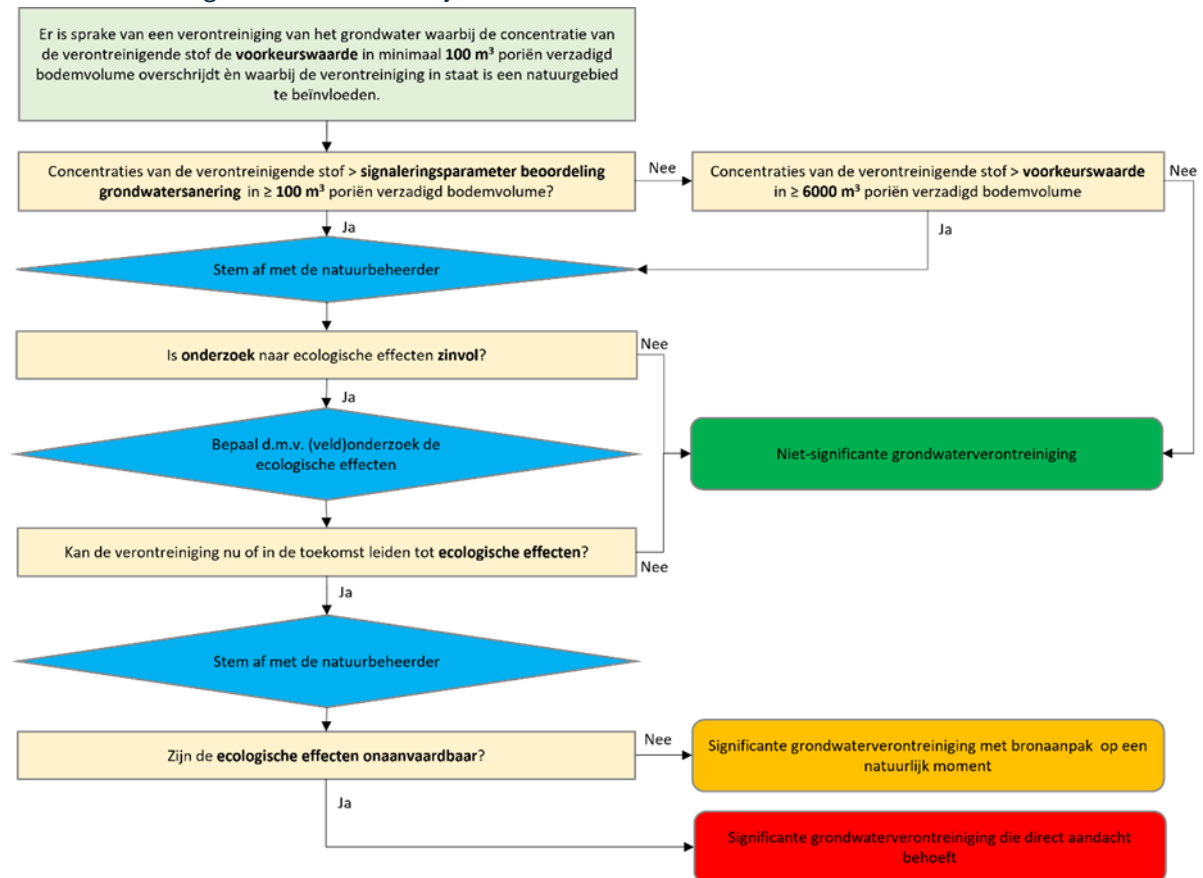 Er is sprake van een verontreiniging van het grondwater waarbij de concentratie van
de verontreinigende stof de voorkeurswaarde in minimaal 100 m³ poriën verzadigd
bodemvolume overschrijdt èn waarbij de verontreiniging in staat is een natuurgebied
te beïnvloeden.
Concentraties van de verontreinigende stof > signaleringsparameter beoordeling
grondwatersanering in ≥ 100 m³ poriën verzadigd bodemvolume?
Nee
Concentraties van de verontreinigende stof > voorkeurswaarde
in ≥ 6000 m³ poriën verzadigd bodemvolume
Nee
Ja
Ja
Stem af met de natuurbeheerder
Is onderzoek naar ecologische effecten zinvol?
Nee
Ja
Bepaal d.m.v. (veld)onderzoek de
ecologische effecten
Niet-significante grondwaterverontreiniging
Kan de verontreiniging nu of in de toekomst leiden tot ecologische effecten?
Nee
Ja
Stem af met de natuurbeheerder
Zijn de ecologische effecten onaanvaardbaar?
Nee
Significante grondwaterverontreiniging met bronaanpak op een
natuurlijk moment
Ja
Significante grondwaterverontreiniging die direct aandacht
behoeft